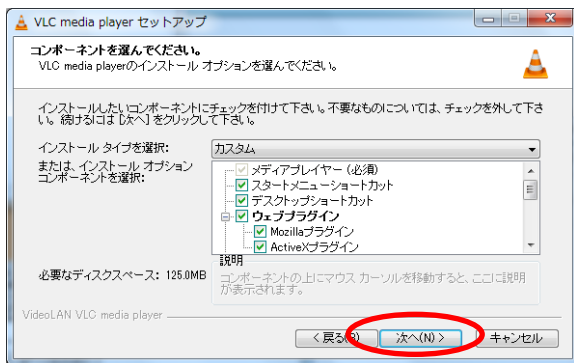 VLC media player セットアップ
コンポーネントを選んでください。
VLC media playerのインストール オプションを選んでください。
インストールしたいコンポーネントにチェックを付けて下さい。不要なものについては、チェックを外して下さ
い。続けるには [次へ] をクリックして下さい。
インストール タイプを選択:
カスタム
または、インストール オプション
コンポーネントを選択:
メディアプレイヤー (必須)
スタートメニューショートカット
デスクトップショートカット
ウェブプラグイン
Mozillaプラグイン
ActiveXプラグイン
必要なディスクスペース: 125.0MB
説明
コンポーネントの上にマウス カーソルを移動すると、ここに説明
が表示されます。
VideoLAN VLC media player
< 戻る(B)
次へ(N) >
キャンセル